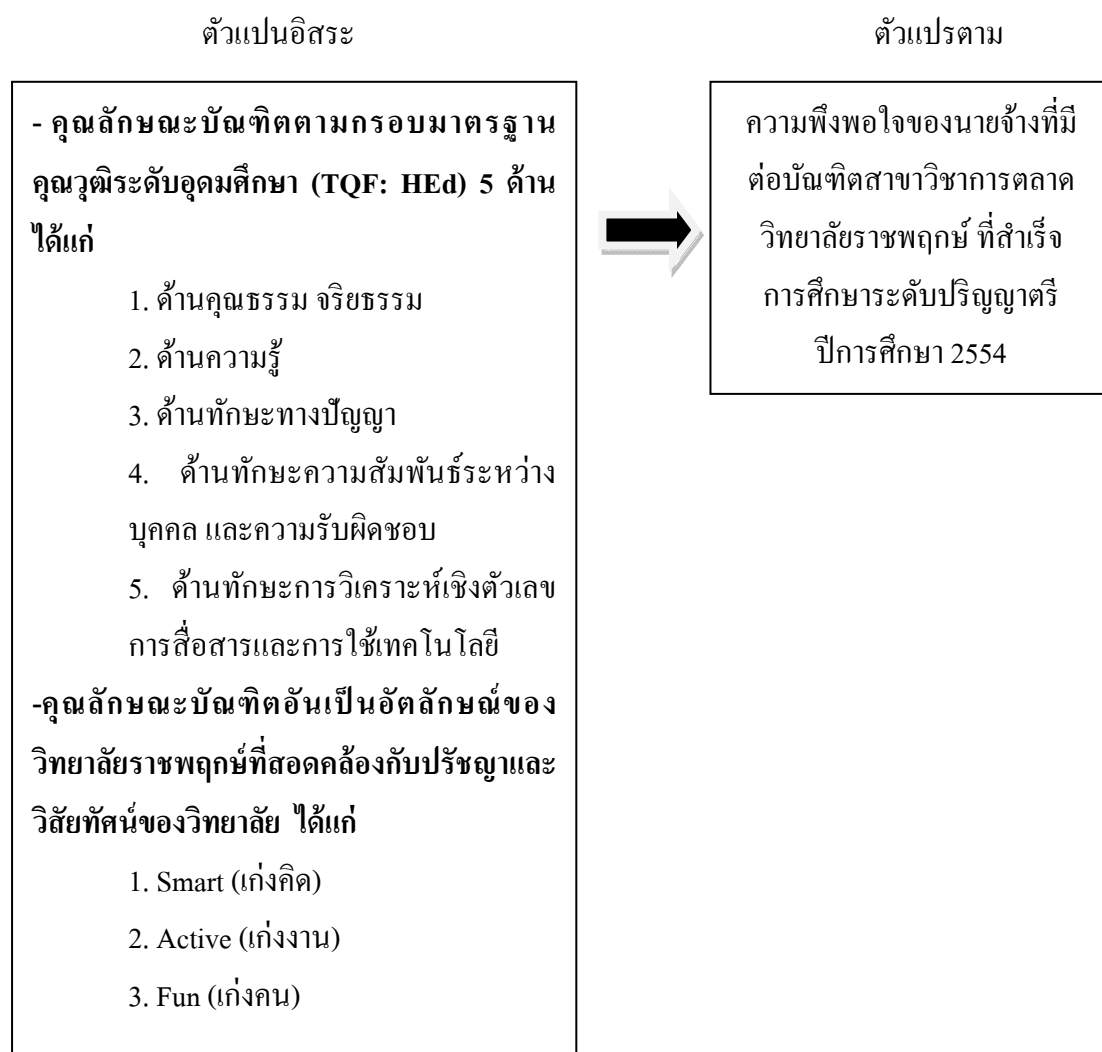 ตัวแปนอิสระ
ตัวแปรตาม
- คุณลักษณะบัณฑิตตามกรอบมาตรฐาน
คุณวุฒิระดับอุดมศึกษา (TQF: HEd) 5 ด้าน
ได้แก่
1. ด้านคุณธรรม จริยธรรม
2. ด้านความรู้
3. ด้านทักษะทางปัญญา
4. ด้านทักษะความสัมพันธ์ระหว่าง
บุคคล และความรับผิดชอบ
5. ด้านทักษะการวิเคราะห์เชิงตัวเลข
การสื่อสารและการใช้เทคโนโลยี
-คุณลักษณะบัณฑิตอันเป็นอัตลักษณ์ของ
วิทยาลัยราชพฤกษ์ที่สอดคล้องกับปรัชญาและ
วิสัยทัศน์ของวิทยาลัย ได้แก่
1. Smart (เก่งคิด)
2. Active (เก่งงาน)
3. Fun (เก่งคน)
ความพึงพอใจของนายจ้างที่มี
ต่อบัณฑิตสาขาวิชาการตลาด
วิทยาลัยราชพฤกษ์ ที่สำเร็จ
การศึกษาระดับปริญญาตรี
ปีการศึกษา 2554